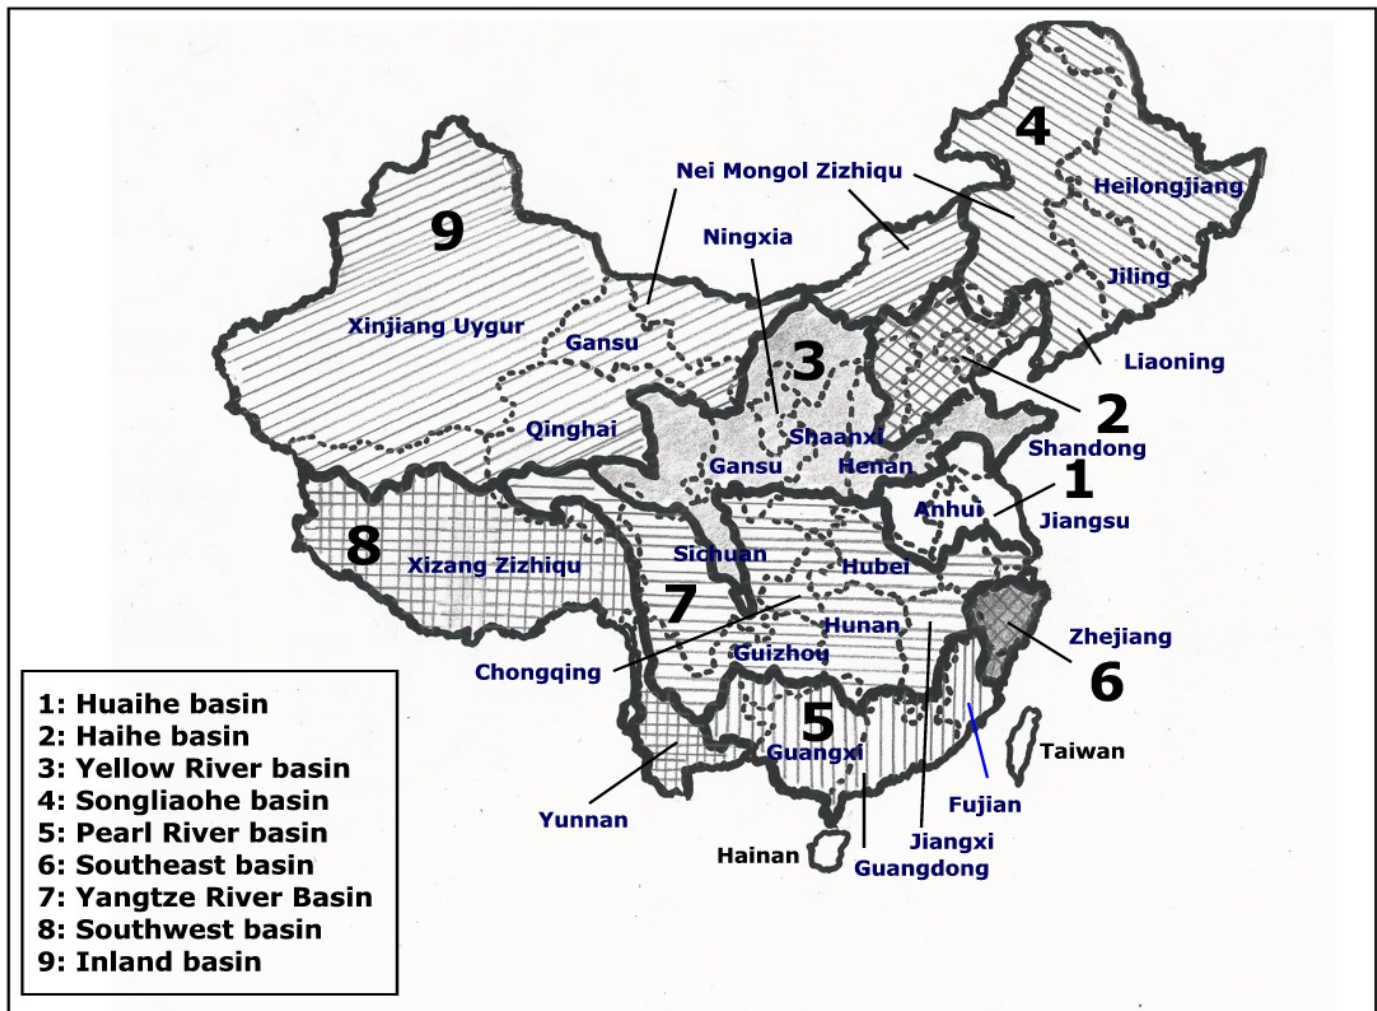 4
Nei Mongol Zizhiqu
Heilongjiang
9
Ningxia
Jiling
Xinjiang Uygur
Gansu
3
Liaoning
2
Qinghai
Shaanxi
Shandong
Gansu
Henan
1
Anhui
Jiangsu
8
Sichuan
Xizang Zizhiqu
Hubei
7
Hunan
Zhejiang
Guizhou
Chongqing
6
5
Guangxi
Taiwan
Yunnan
Fujian
Jiangxi
Hainan
Guangdong
1: Huaihe basin
2: Haihe basin
3: Yellow River basin
4: Songliaohe basin
5: Pearl River basin
6: Southeast basin
7: Yangtze River Basin
8: Southwest basin
9: Inland basin